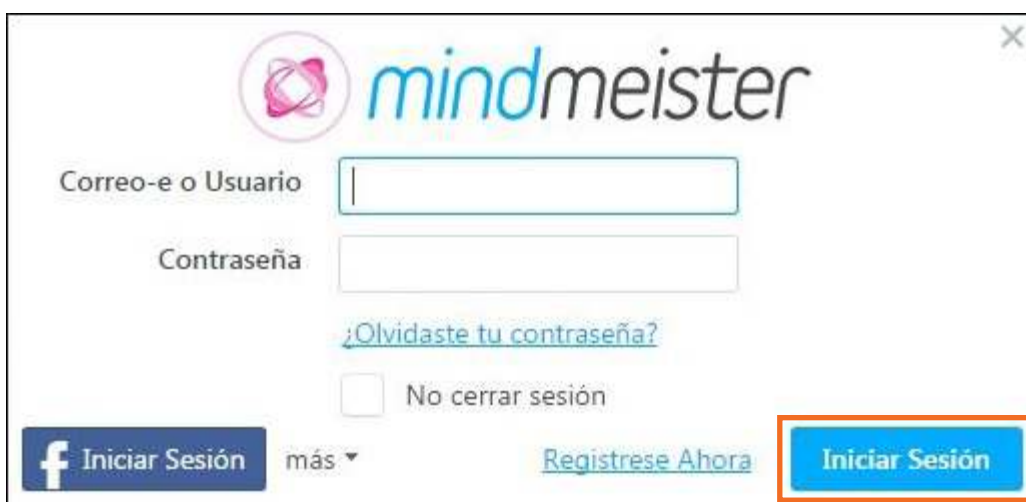 mindmeister
Correo-e o Usuario
Contraseña
¿Olvidaste tu contraseña?
No cerrar sesión
f Iniciar Sesión más Registrese Ahora Iniciar Sesión